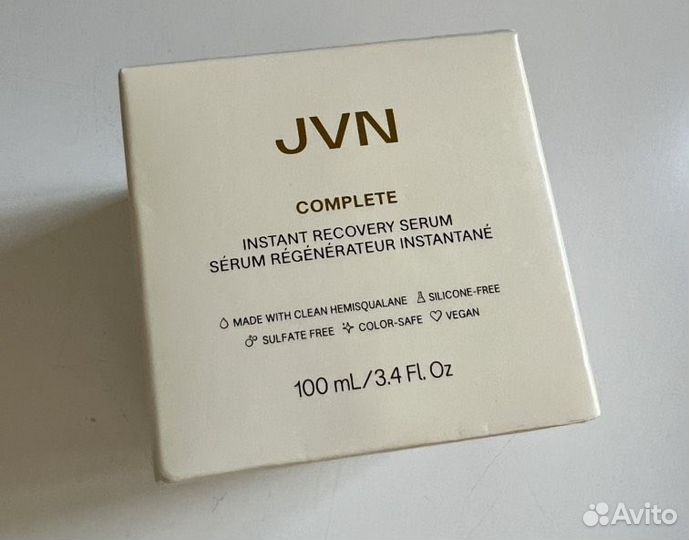 JVN
COMPLETE
INSTANT RECOVERY SERUM
SÉRUM RÉGÉNÉRATEUR INSTANTANÉ
MADE WITH CLEAN HEMISQUALANE SILICONE-FREE
SULFATE FREE COLOR-SAFE VEGAN
100 mL/3.4 Fl. Oz
Avito